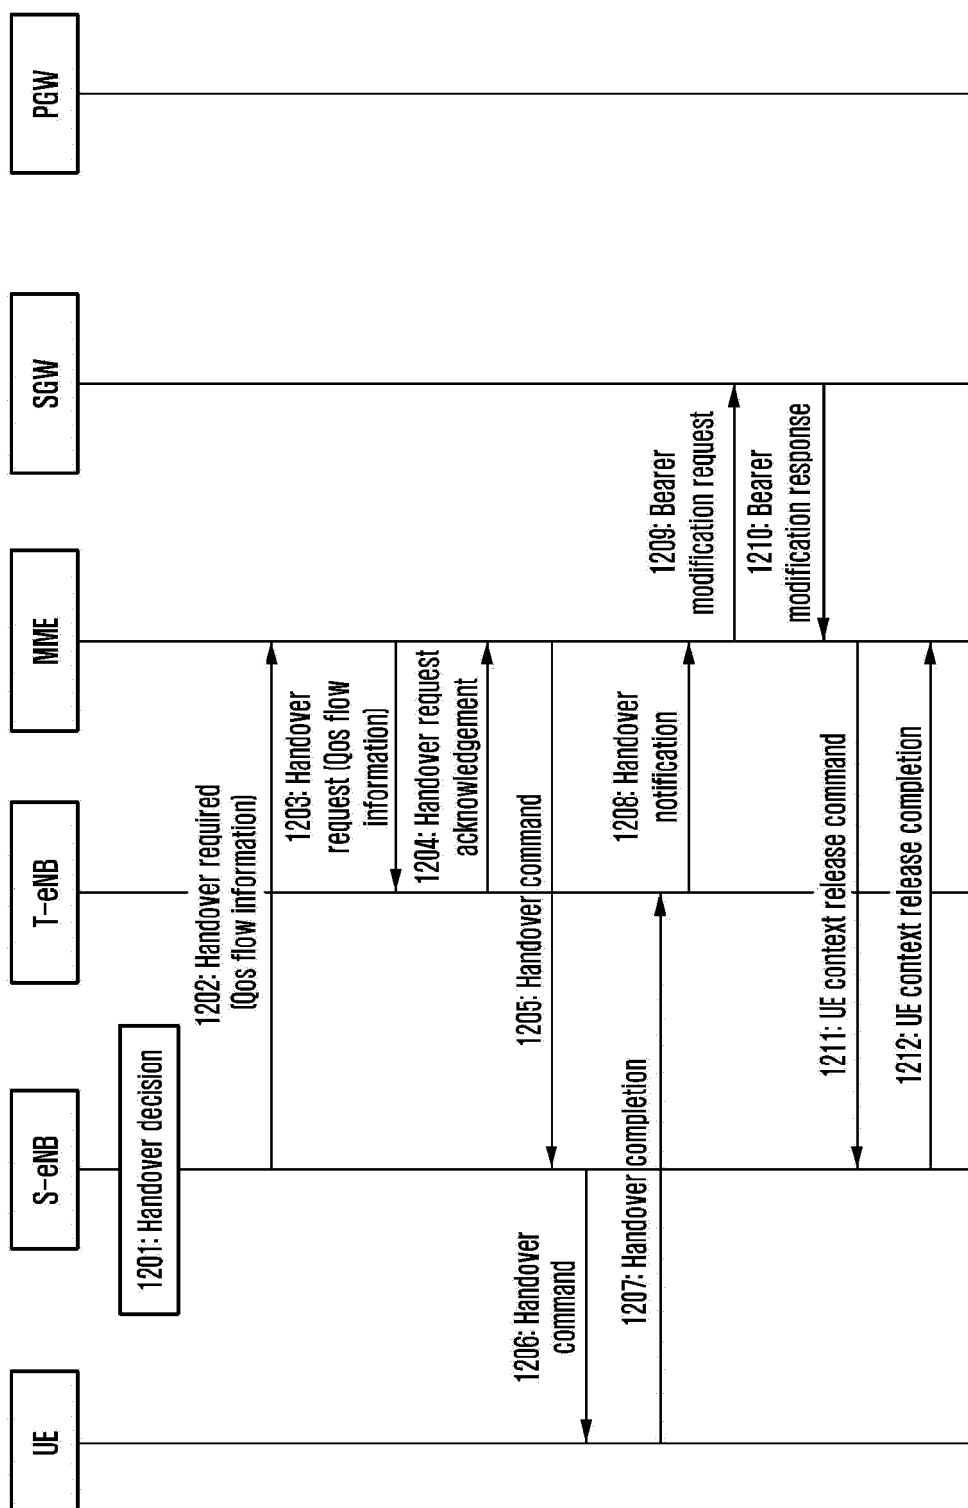 UE
S-eNB
T-eNB
MME
SGW
PGW
1201: Handover decision
1202: Handover required
(Qos flow information)
1203: Handover
request (Qos flow
information)
1204: Handover request
acknowledgement
1205: Handover command
1206: Handover
command
1207: Handover completion
1208: Handover
notification
1209: Bearer
modification request
1210: Bearer
modification response
1211: UE context release command
1212: UE context release completion